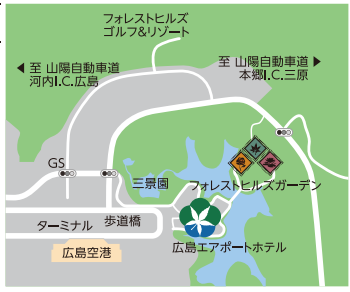 フォレストヒルズ
ゴルフ&リゾート
◀ 至 山陽自動車道
河内I.C.広島
至 山陽自動車道 ▶
本郷I.C.三原
GS
三景園
フォレストヒルズガーデン
ターミナル
歩道橋
広島空港
広島エアポートホテル